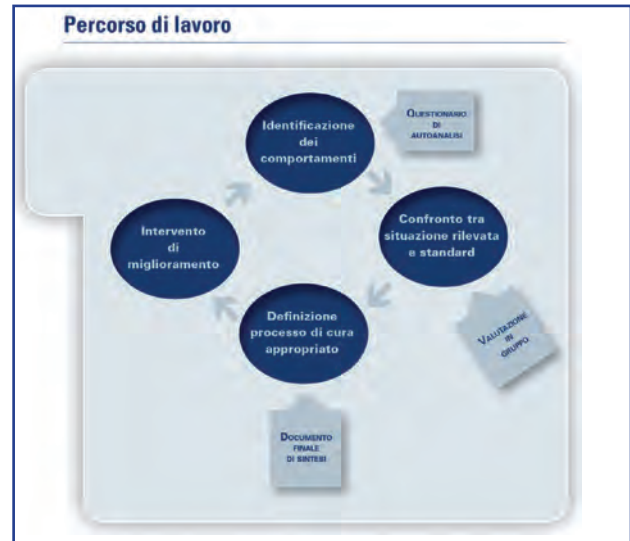 Percorso di lavoro
Identificazione
dei
comportamenti
QUESTIONARIO
DI
AUTOANALISI
Confronto tra
situazione rilevata
e standard
VALUTAZIONE
IN
GRUPPO
Definizione
processo di cura
appropriato
DOCUMENTO
FINALE
DI SINTESI
Intervento
di
miglioramento